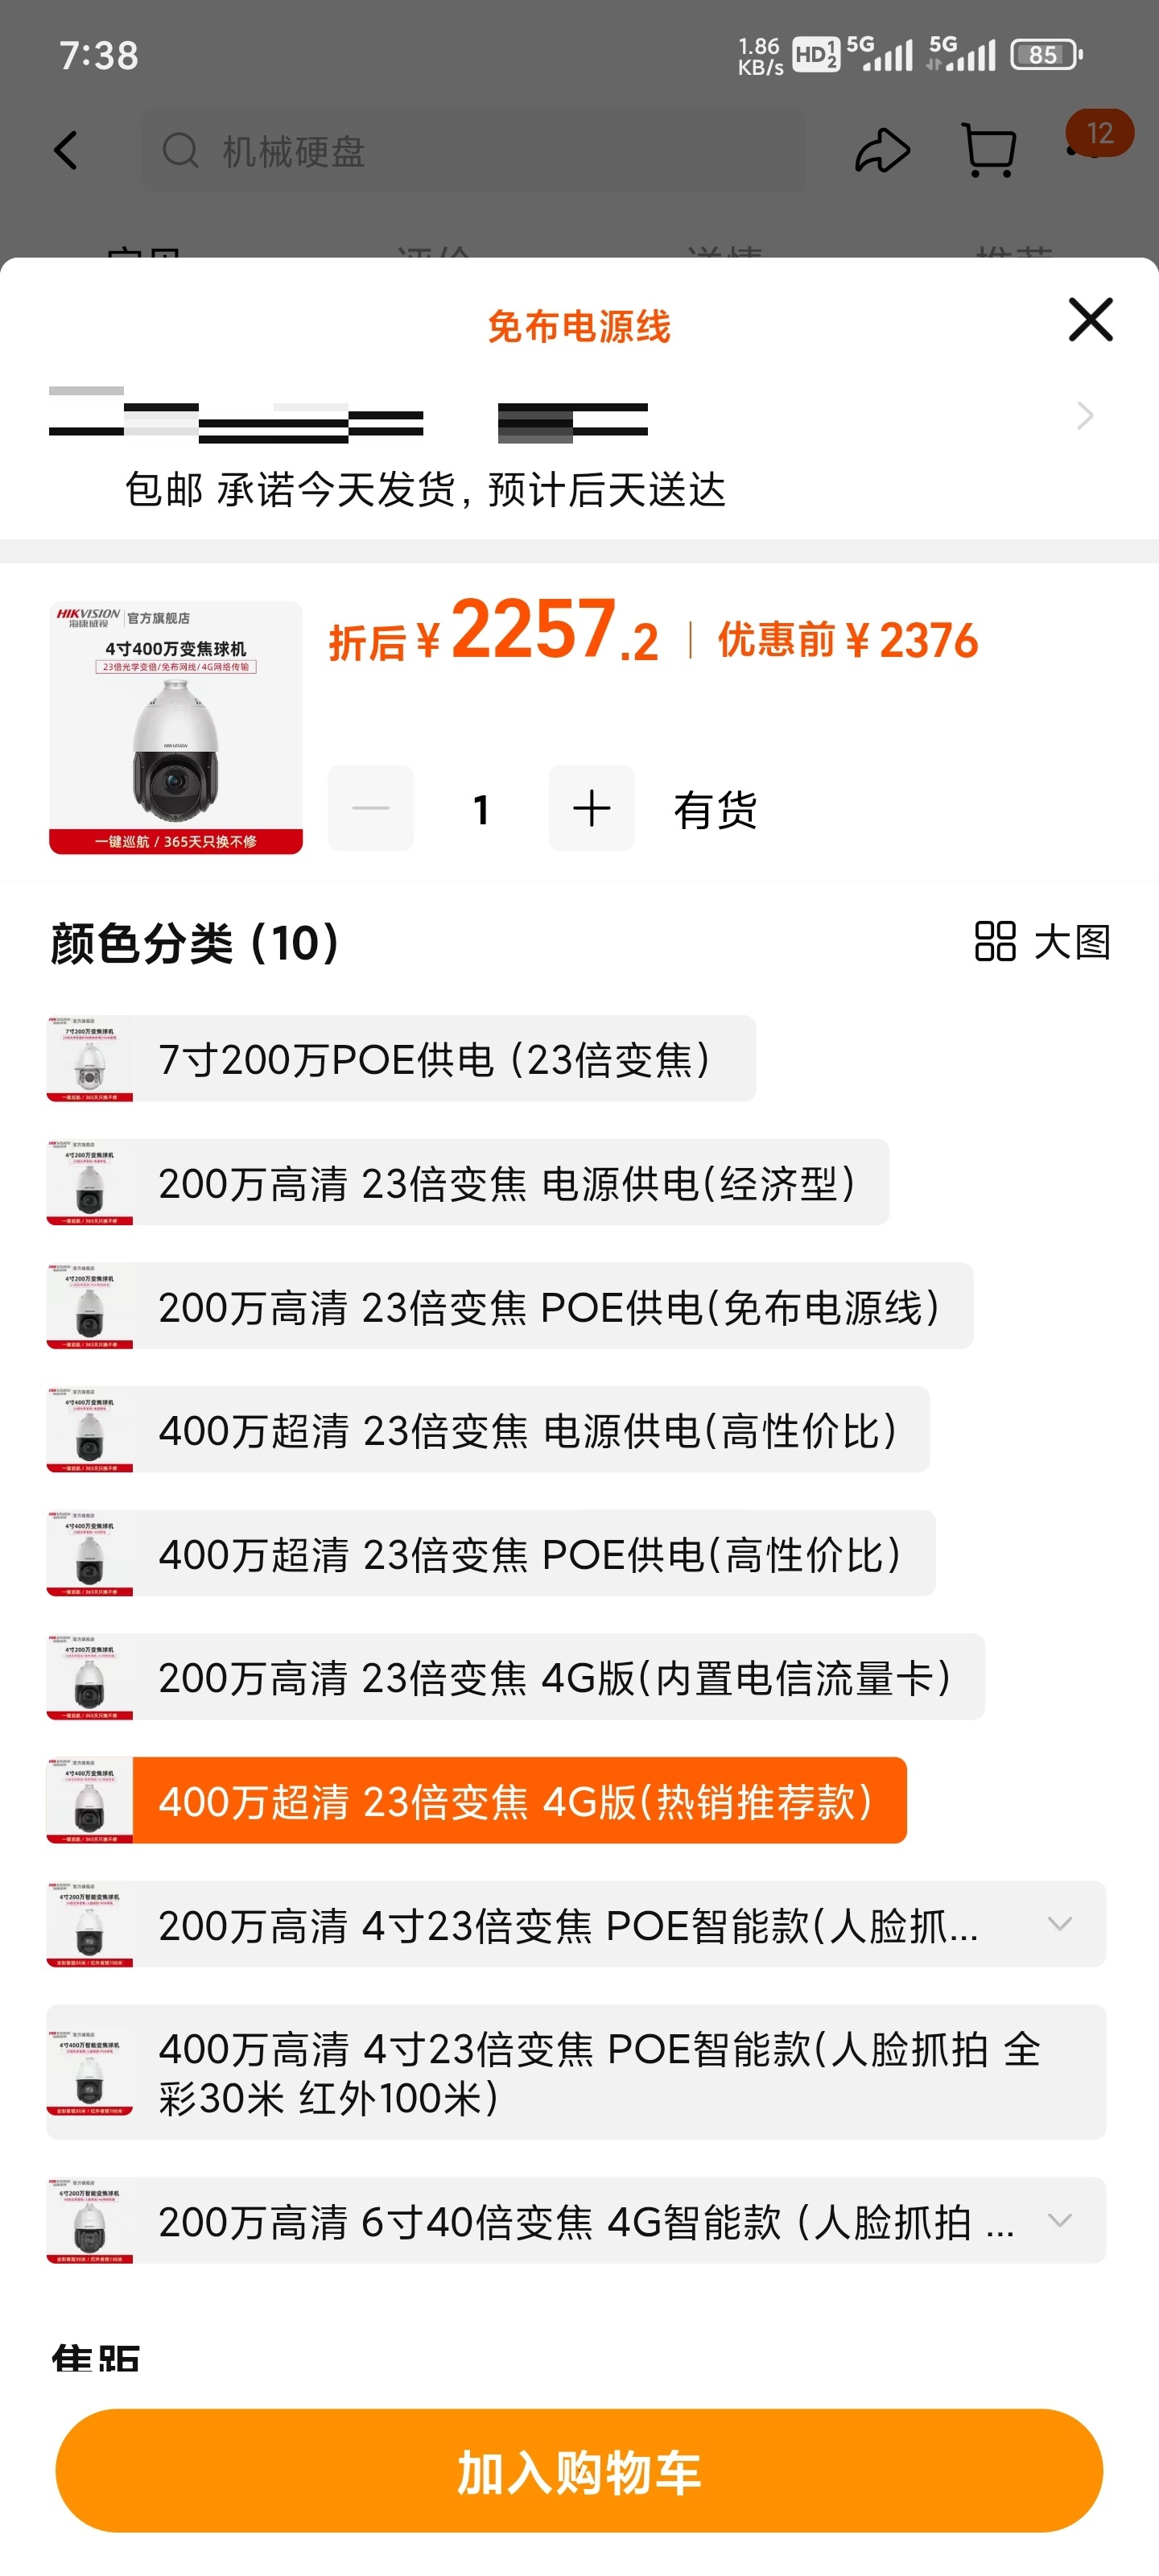 7:38
1.86 KB/s HD 1 2 5G 5G 85
机械硬盘
12
免布电源线
包邮 承诺今天发货, 预计后天送达
HIKVISION 海康威视 官方旗舰店
4寸400万变焦球机
23倍光学变倍/免布网线/4G网络传输
HIKVISION
一键巡航 / 365天只换不修
折后 ¥ 2257.2 | 优惠前 ¥ 2376
1 有货
颜色分类 (10) 大图
7寸200万POE供电 (23倍变焦)
200万高清 23倍变焦 电源供电(经济型)
200万高清 23倍变焦 POE供电(免布电源线)
400万超清 23倍变焦 电源供电(高性价比)
400万超清 23倍变焦 POE供电(高性价比)
200万高清 23倍变焦 4G版(内置电信流量卡)
400万超清 23倍变焦 4G版(热销推荐款)
200万高清 4寸23倍变焦 POE智能款(人脸抓...
400万高清 4寸23倍变焦 POE智能款(人脸抓拍 全
彩30米 红外100米)
200万高清 6寸40倍变焦 4G智能款 (人脸抓拍 ...
焦距
加入购物车